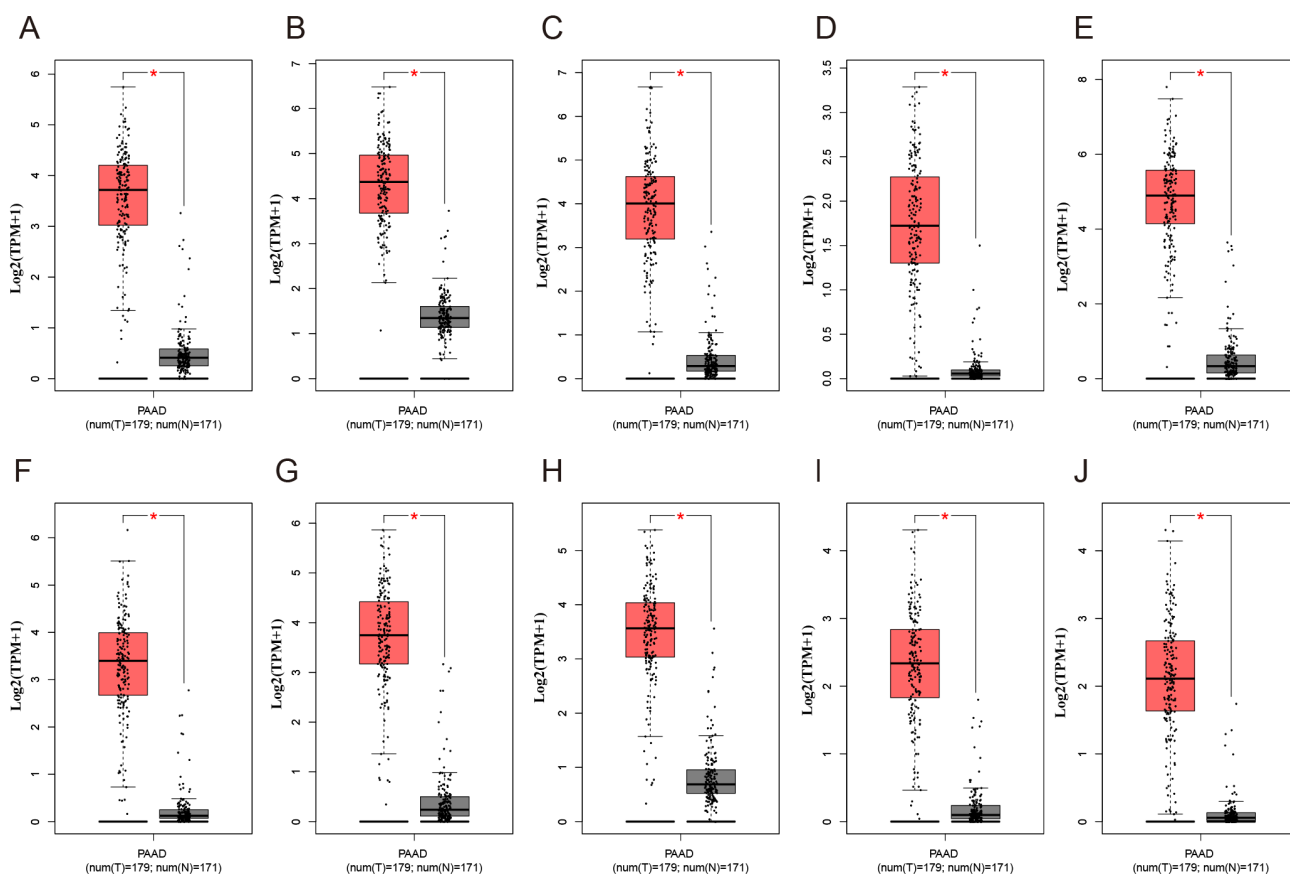 A
B
C
D
E
*
*
*
*
*
Log2(TPM+1)
0
1
2
3
4
5
6
PAAD
(num(T)=179; num(N)=171)
Log2(TPM+1)
0
1
2
3
4
5
6
7
PAAD
(num(T)=179; num(N)=171)
Log2(TPM+1)
0
1
2
3
4
5
6
7
PAAD
(num(T)=179; num(N)=171)
Log2(TPM+1)
0.0
0.5
1.0
1.5
2.0
2.5
3.0
3.5
PAAD
(num(T)=179; num(N)=171)
Log2(TPM+1)
0
2
4
6
8
PAAD
(num(T)=179; num(N)=171)
F
G
H
I
J
*
*
*
*
*
Log2(TPM+1)
0
1
2
3
4
5
6
PAAD
(num(T)=179; num(N)=171)
Log2(TPM+1)
0
1
2
3
4
5
6
PAAD
(num(T)=179; num(N)=171)
Log2(TPM+1)
0
1
2
3
4
5
PAAD
(num(T)=179; num(N)=171)
Log2(TPM+1)
0
1
2
3
4
PAAD
(num(T)=179; num(N)=171)
Log2(TPM+1)
0
1
2
3
4
PAAD
(num(T)=179; num(N)=171)